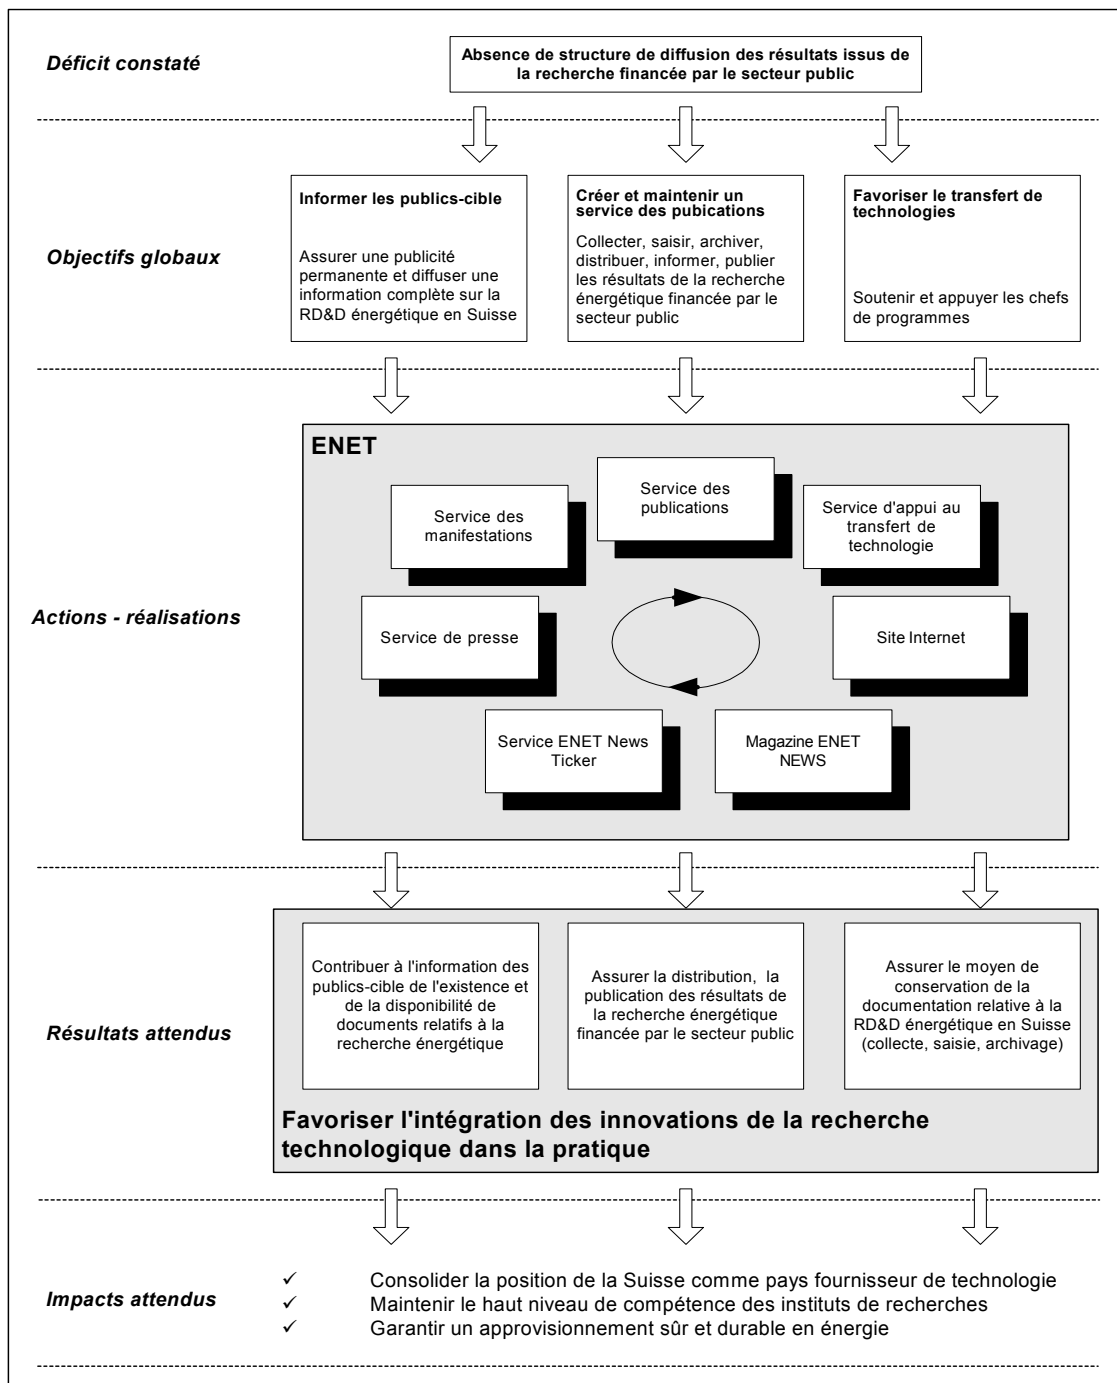 Déficit constaté
Absence de structure de diffusion des résultats issus de
la recherche financée par le secteur public
Objectifs globaux
Informer les publics-cible
Assurer une publicité
permanente et diffuser une
information complète sur la
RD&D énergétique en Suisse
Créer et maintenir un
service des pubications
Collecter, saisir, archiver,
distribuer, informer, publier
les résultats de la recherche
énergétique financée par le
secteur public
Favoriser le transfert de
technologies
Soutenir et appuyer les chefs
de programmes
Actions - réalisations
ENET
Service des
manifestations
Service des
publications
Service d'appui au
transfert de
technologie
Service de presse
Site Internet
Service ENET News
Ticker
Magazine ENET
NEWS
Résultats attendus
Contribuer à l'information des
publics-cible de l'existence et
de la disponibilité de
documents relatifs à la
recherche énergétique
Assurer la distribution, la
publication des résultats de
la recherche énergétique
financée par le secteur public
Assurer le moyen de
conservation de la
documentation relative à la
RD&D énergétique en Suisse
(collecte, saisie, archivage)
Favoriser l'intégration des innovations de la recherche
technologique dans la pratique
Impacts attendus
✓ Consolider la position de la Suisse comme pays fournisseur de technologie
✓ Maintenir le haut niveau de compétence des instituts de recherches
✓ Garantir un approvisionnement sûr et durable en énergie